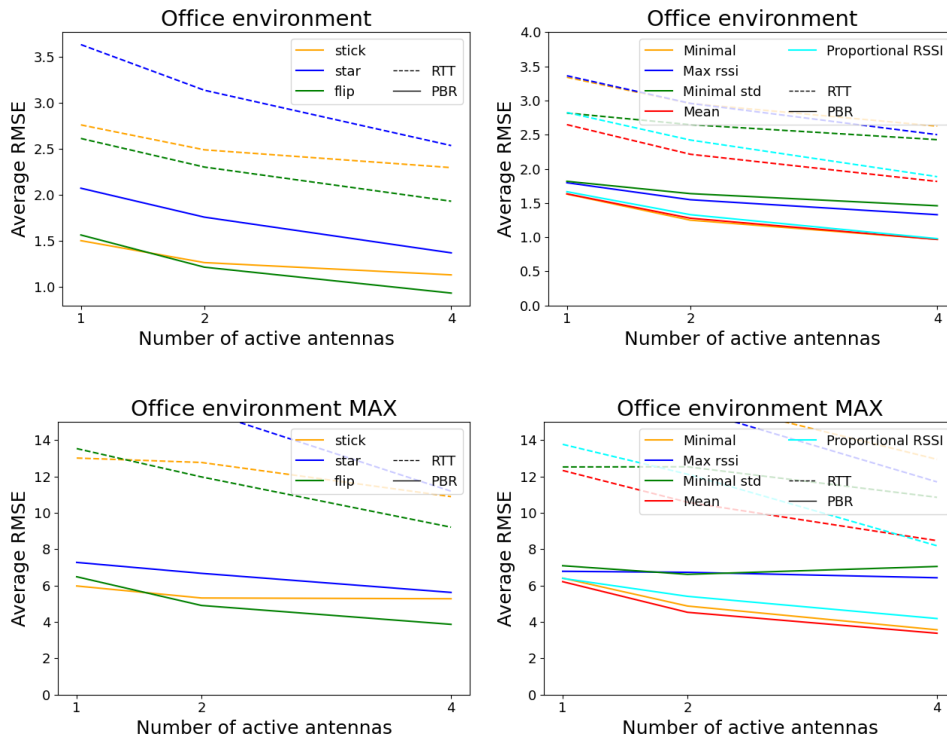 Office environment
Average RMSE
3.5
3.0
2.5
2.0
1.5
1.0
stick
star
flip
RTT
PBR
1 2 4
Number of active antennas
Office environment
Average RMSE
4.0
3.5
3.0
2.5
2.0
1.5
1.0
0.5
0.0
Minimal
Max rssi
Minimal std
Mean
Proportional RSSI
RTT
PBR
1 2 4
Number of active antennas
Office environment MAX
Average RMSE
14
12
10
8
6
4
2
0
stick
star
flip
RTT
PBR
1 2 4
Number of active antennas
Office environment MAX
Average RMSE
14
12
10
8
6
4
2
0
Minimal
Max rssi
Minimal std
Mean
Proportional RSSI
RTT
PBR
1 2 4
Number of active antennas